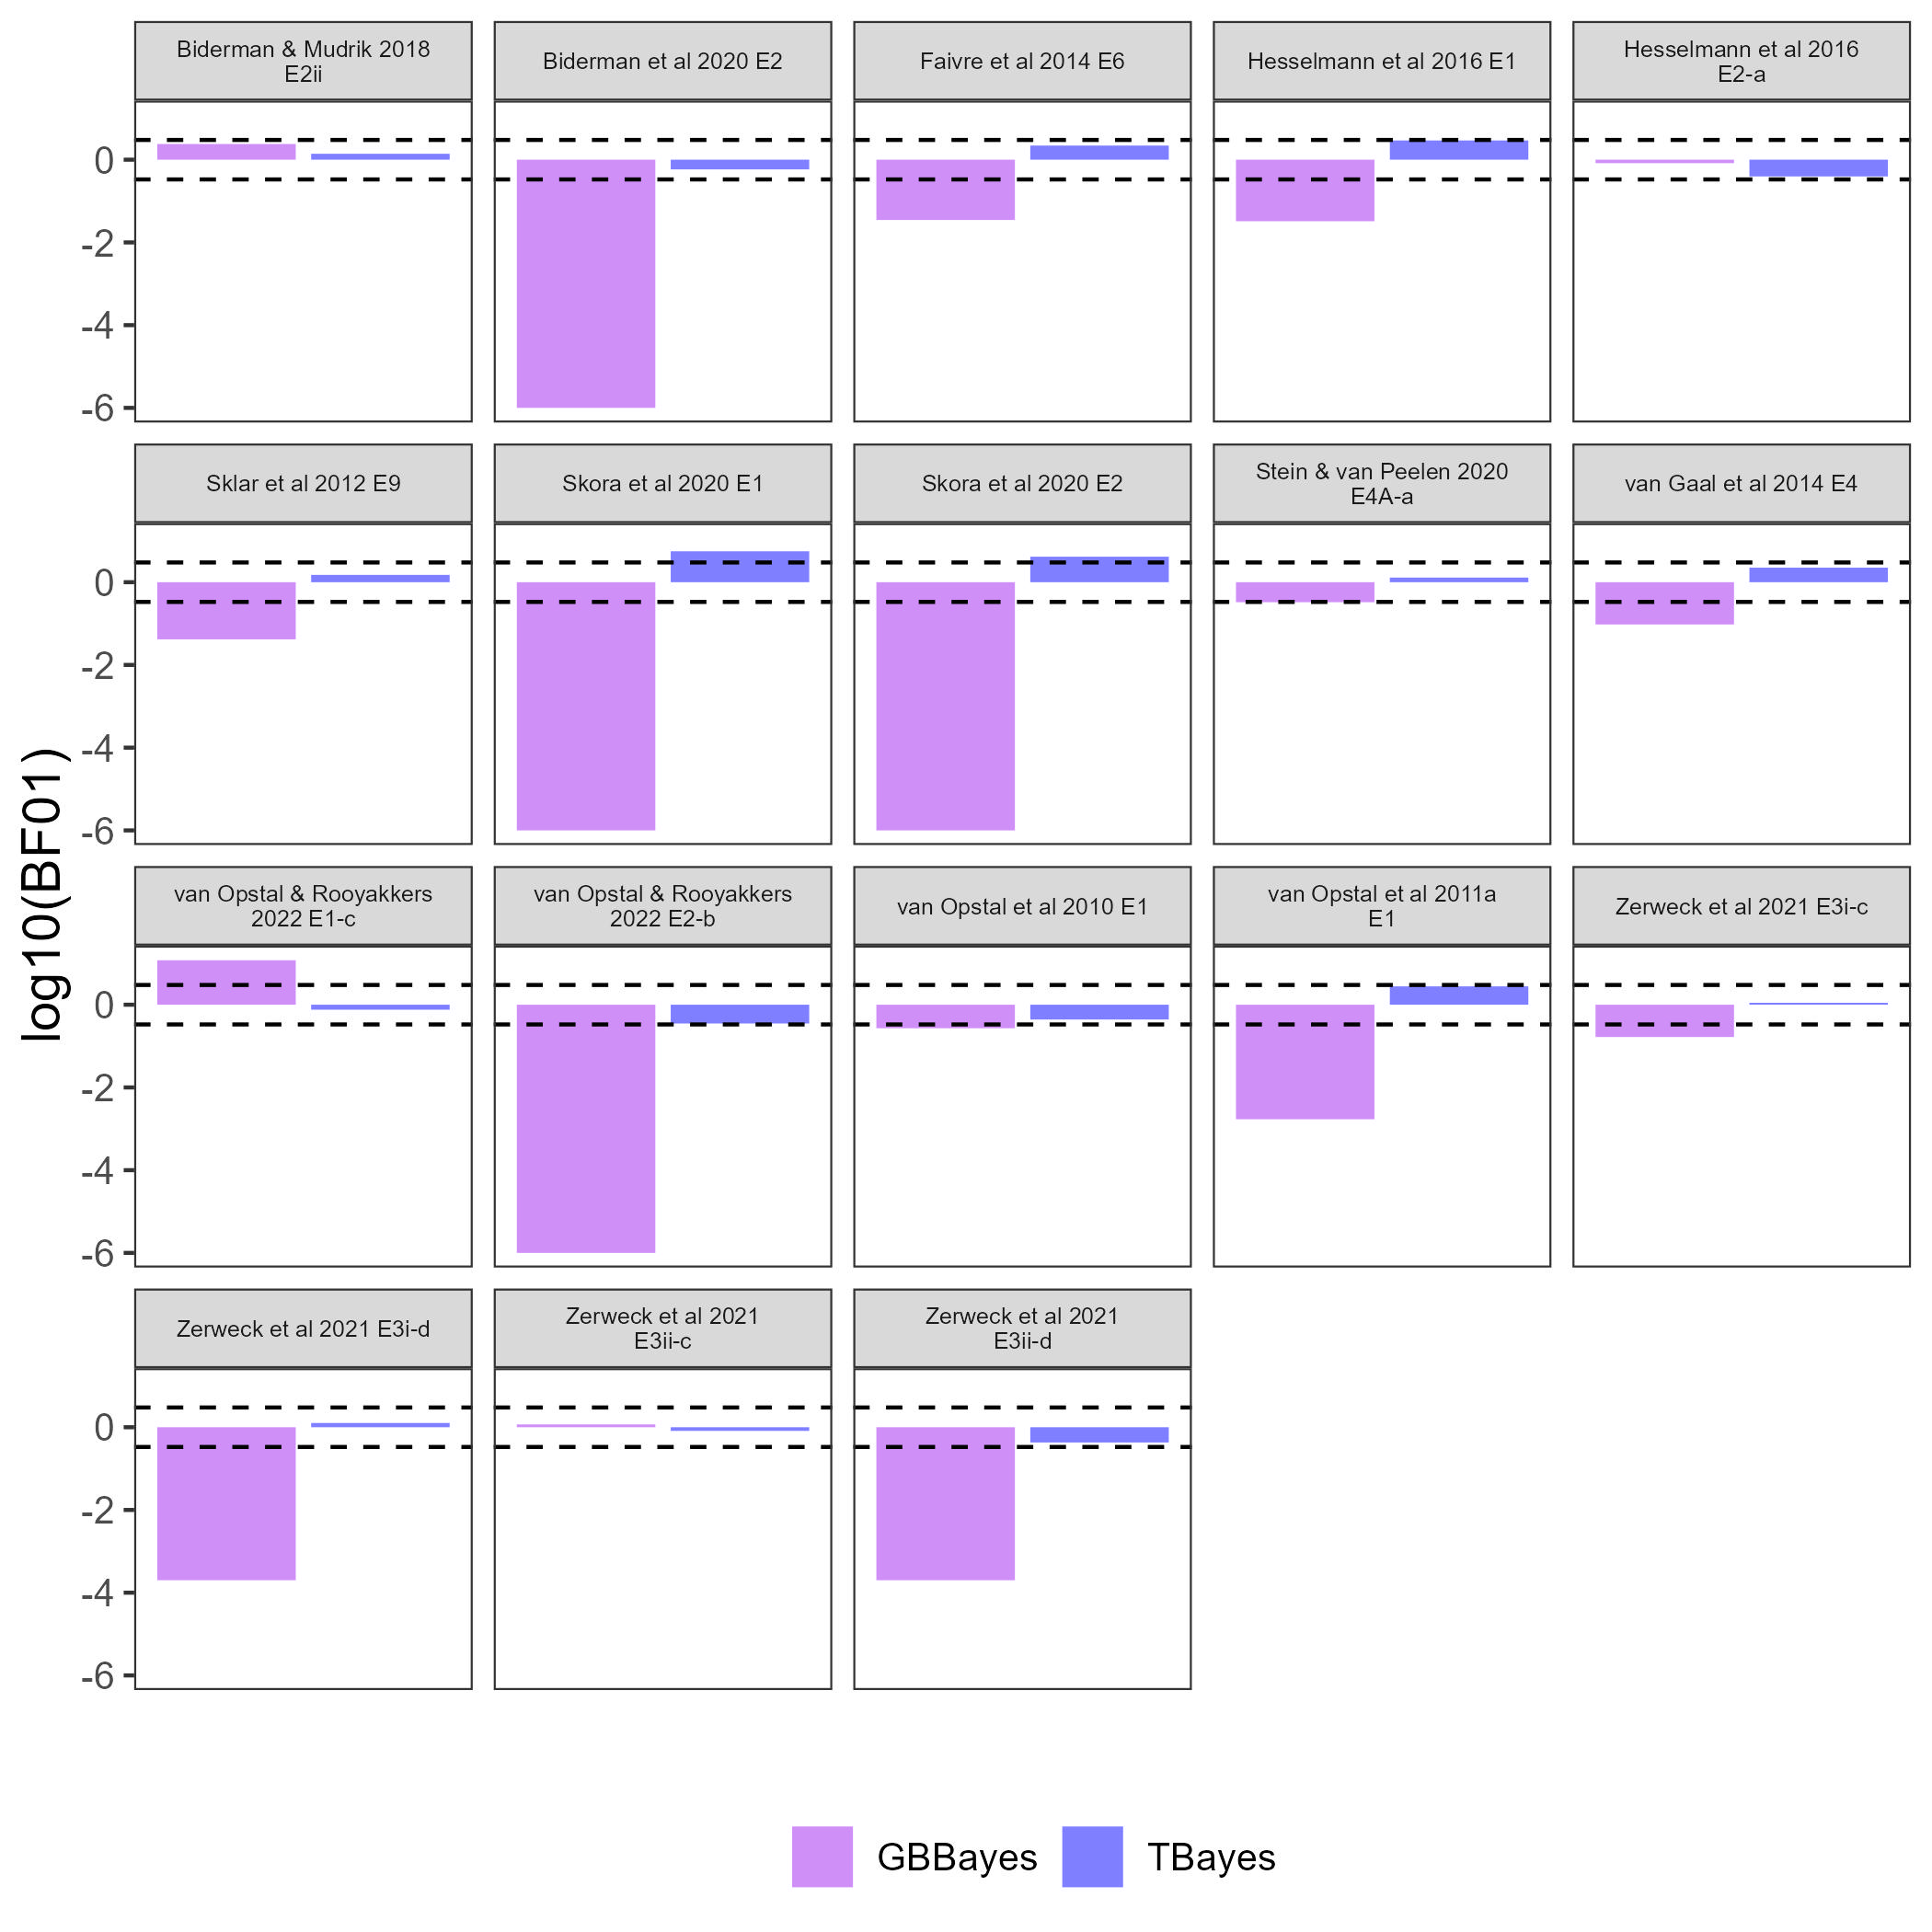 Biderman & Mudrik 2018
E2ii
Biderman et al 2020 E2
Faivre et al 2014 E6
Hesselmann et al 2016 E1
Hesselmann et al 2016
E2-a
0
-2
-4
-6
Sklar et al 2012 E9
Skora et al 2020 E1
Skora et al 2020 E2
Stein & van Peelen 2020
E4A-a
van Gaal et al 2014 E4
0
-2
-4
-6
log10(BF01)
van Opstal & Rooyakkers
2022 E1-c
van Opstal & Rooyakkers
2022 E2-b
van Opstal et al 2010 E1
van Opstal et al 2011a
E1
Zerweck et al 2021 E3i-c
0
-2
-4
-6
Zerweck et al 2021 E3i-d
Zerweck et al 2021
E3ii-c
Zerweck et al 2021
E3ii-d
0
-2
-4
-6
GBBayes
TBayes